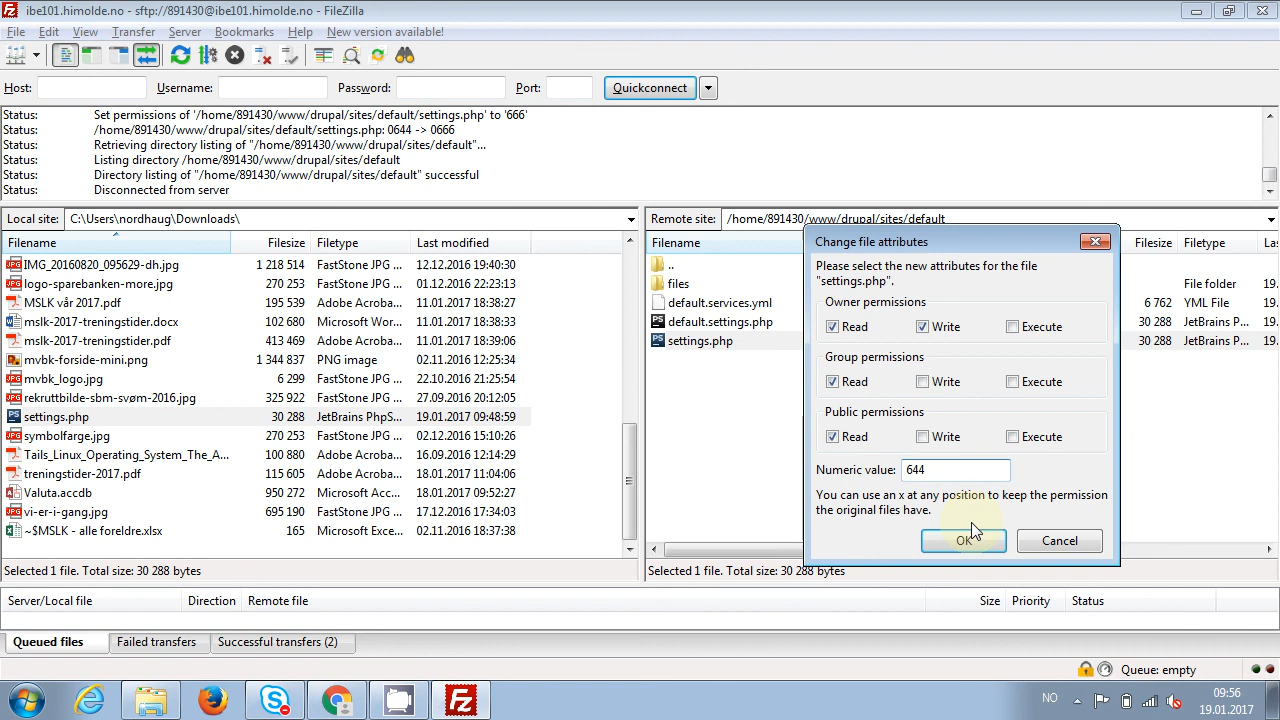 ibe101.himolde.no - sftp://891430@ibe101.himolde.no - FileZilla
File Edit View Transfer Server Bookmarks Help New version available!
Host: Username: Password: Port: Quickconnect
Status: Set permissions of '/home/891430/www/drupal/sites/default/settings.php' to '666'
Status: /home/891430/www/drupal/sites/default/settings.php: 0644 -> 0666
Status: Retrieving directory listing of "/home/891430/www/drupal/sites/default"...
Status: Listing directory /home/891430/www/drupal/sites/default
Status: Directory listing of "/home/891430/www/drupal/sites/default" successful
Status: Disconnected from server
Local site: C:\Users\nordhaug\Downloads\
Filename Filesize Filetype Last modified
IMG_20160820_095629-dh.jpg 1 218 514 FastStone JPG ... 12.12.2016 19:40:30
logo-sparebanken-more.jpg 270 253 FastStone JPG ... 01.12.2016 22:23:13
MSLK vår 2017.pdf 195 539 Adobe Acroba... 11.01.2017 18:38:27
mslk-2017-treningstider.docx 102 680 Microsoft Wor... 11.01.2017 18:38:53
mslk-2017-treningstider.pdf 413 469 Adobe Acroba... 11.01.2017 18:39:06
mvbk-forside-mini.png 1 344 837 PNG image 02.11.2016 12:25:34
mvbk_logo.jpg 6 299 FastStone JPG ... 22.10.2016 21:25:56
rekruttbilde-sbm-svøm-2016.jpg 325 922 FastStone JPG ... 27.09.2016 20:12:05
settings.php 30 288 JetBrains PhpS... 19.01.2017 09:48:59
symbolfarge.jpg 270 253 FastStone JPG ... 02.12.2016 15:10:26
Tails_Linux_Operating_System_The_A... 100 880 Adobe Acroba... 16.09.2016 12:14:29
treningstider-2017.pdf 115 605 Adobe Acroba... 18.01.2017 11:04:06
Valuta.accdb 950 272 Microsoft Acc... 18.01.2017 09:52:27
vi-er-i-gang.jpg 695 190 FastStone JPG ... 17.12.2016 17:34:03
~$MSLK - alle foreldre.xlsx 165 Microsoft Exce... 02.11.2016 18:37:38
Selected 1 file. Total size: 30 288 bytes
Remote site: /home/891430/www/drupal/sites/default
Filename Filesize Filetype
..
files File folder 19.
default.services.yml 6 762 YML File 19.
default.settings.php 30 288 JetBrains P... 19.
settings.php 30 288 JetBrains P... 19.
Selected 1 file. Total size: 30 288 bytes
Change file attributes
Please select the new attributes for the file
"settings.php".
Owner permissions
Read Write Execute
Group permissions
Read Write Execute
Public permissions
Read Write Execute
Numeric value: 644
You can use an x at any position to keep the permission
the original files have.
OK Cancel
Server/Local file Direction Remote file Size Priority Status
Queued files Failed transfers Successful transfers (2)
Queue: empty
NO 09:56
19.01.2017